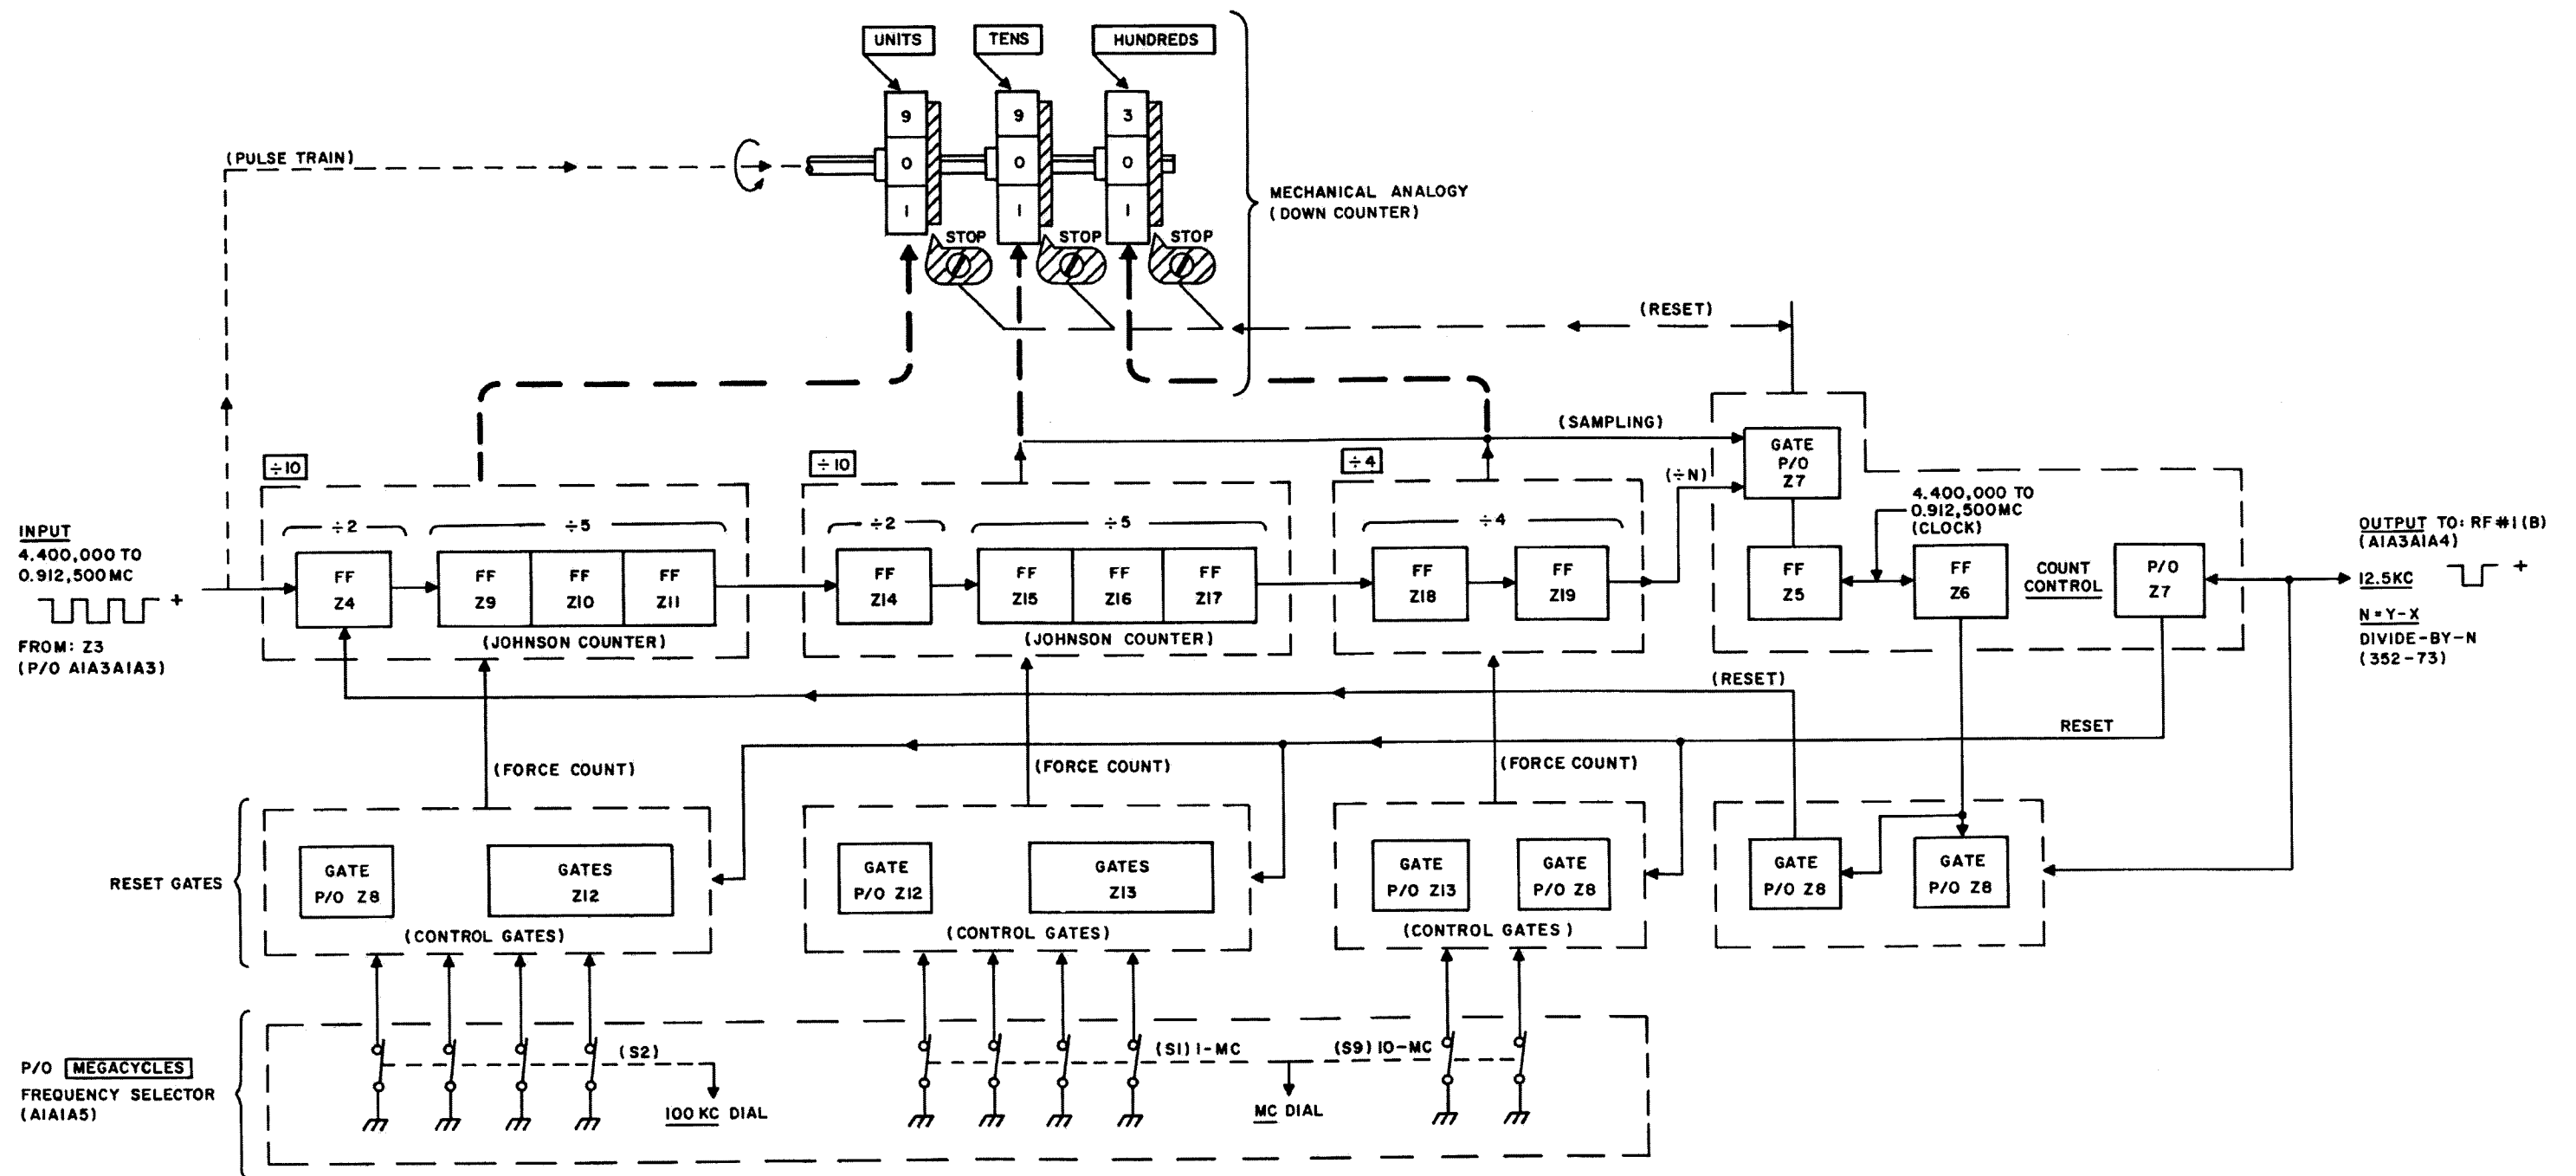 UNITS
TENS
HUNDREDS
9
9
3
0
0
0
1
1
1
STOP
STOP
STOP
MECHANICAL ANALOGY
(DOWN COUNTER)
(PULSE TRAIN)
(RESET)
(SAMPLING)
÷10
÷10
÷4
(÷N)
GATE
P/O
Z7
÷2
÷5
÷2
÷5
÷4
4.400,000 TO
0.912,500MC
(CLOCK)
INPUT
4.400,000 TO
0.912,500 MC
+
FROM: Z3
(P/O A1A3A1A3)
FF
Z4
FF
Z9
FF
Z10
FF
Z11
(JOHNSON COUNTER)
FF
Z14
FF
Z15
FF
Z16
FF
Z17
(JOHNSON COUNTER)
FF
Z18
FF
Z19
FF
Z5
FF
Z6
COUNT
CONTROL
P/O
Z7
OUTPUT TO: RF#1(B)
(A1A3A1A4)
12.5KC
+
N=Y-X
DIVIDE-BY-N
(352-73)
(RESET)
RESET
(FORCE COUNT)
(FORCE COUNT)
(FORCE COUNT)
RESET GATES
GATE
P/O Z8
GATES
Z12
(CONTROL GATES)
GATE
P/O Z12
GATES
Z13
(CONTROL GATES)
GATE
P/O Z13
GATE
P/O Z8
(CONTROL GATES)
GATE
P/O Z8
GATE
P/O Z8
P/O MEGACYCLES
FREQUENCY SELECTOR
(A1A1A5)
(S2)
100 KC DIAL
(S1) 1-MC
(S9) 10-MC
MC DIAL